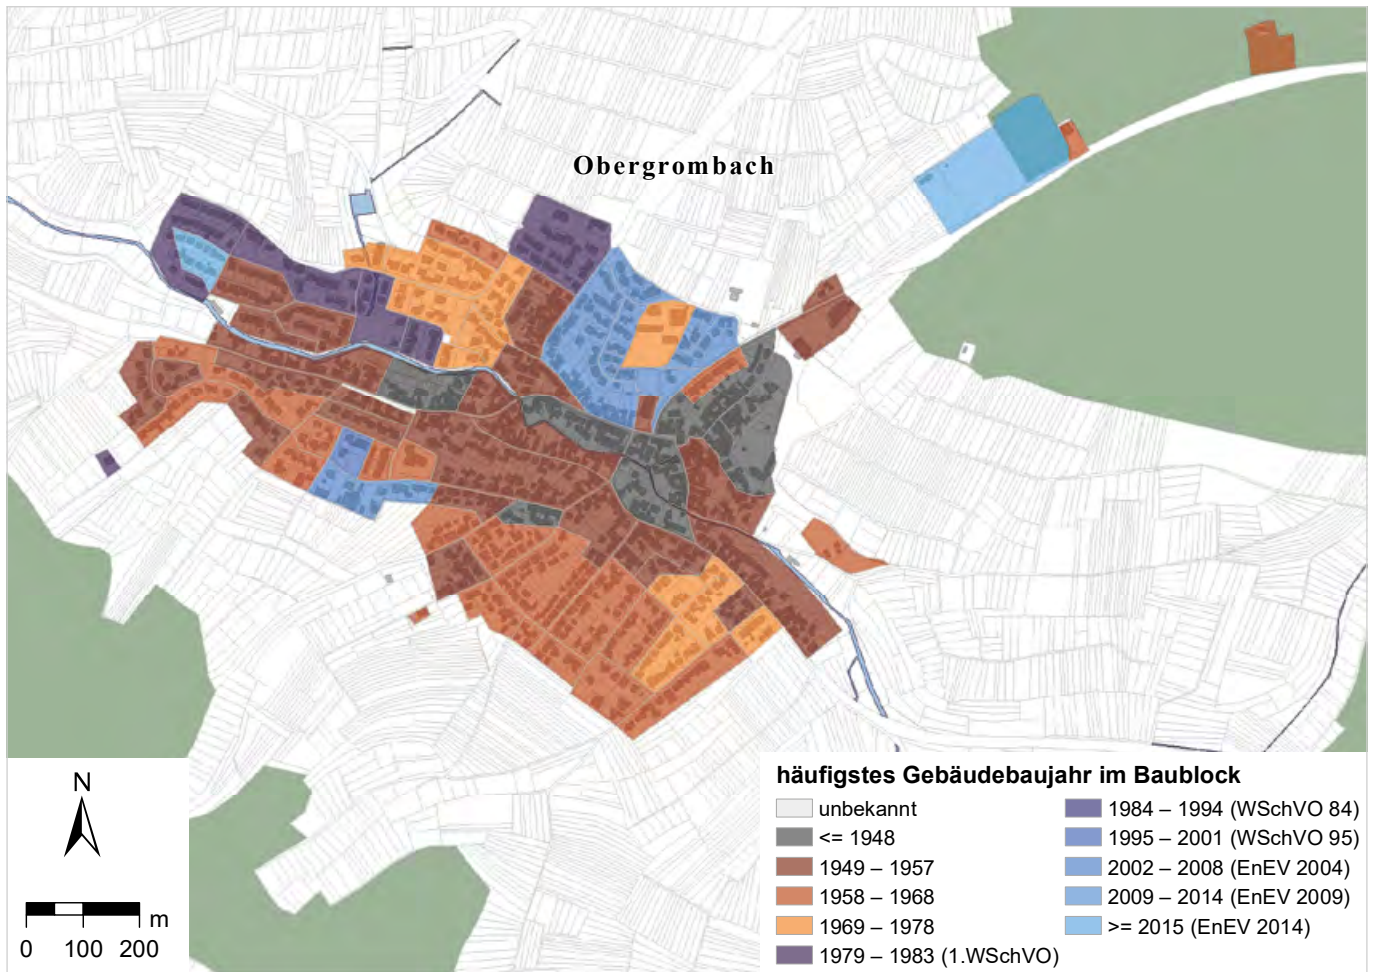 Obergrombach
häufigstes Gebäudebaujahr im Baublock
unbekannt
<= 1948
1949 – 1957
1958 – 1968
1969 – 1978
1979 – 1983 (1.WSchVO)
1984 – 1994 (WSchVO 84)
1995 – 2001 (WSchVO 95)
2002 – 2008 (EnEV 2004)
2009 – 2014 (EnEV 2009)
>= 2015 (EnEV 2014)
N
m
0 100 200